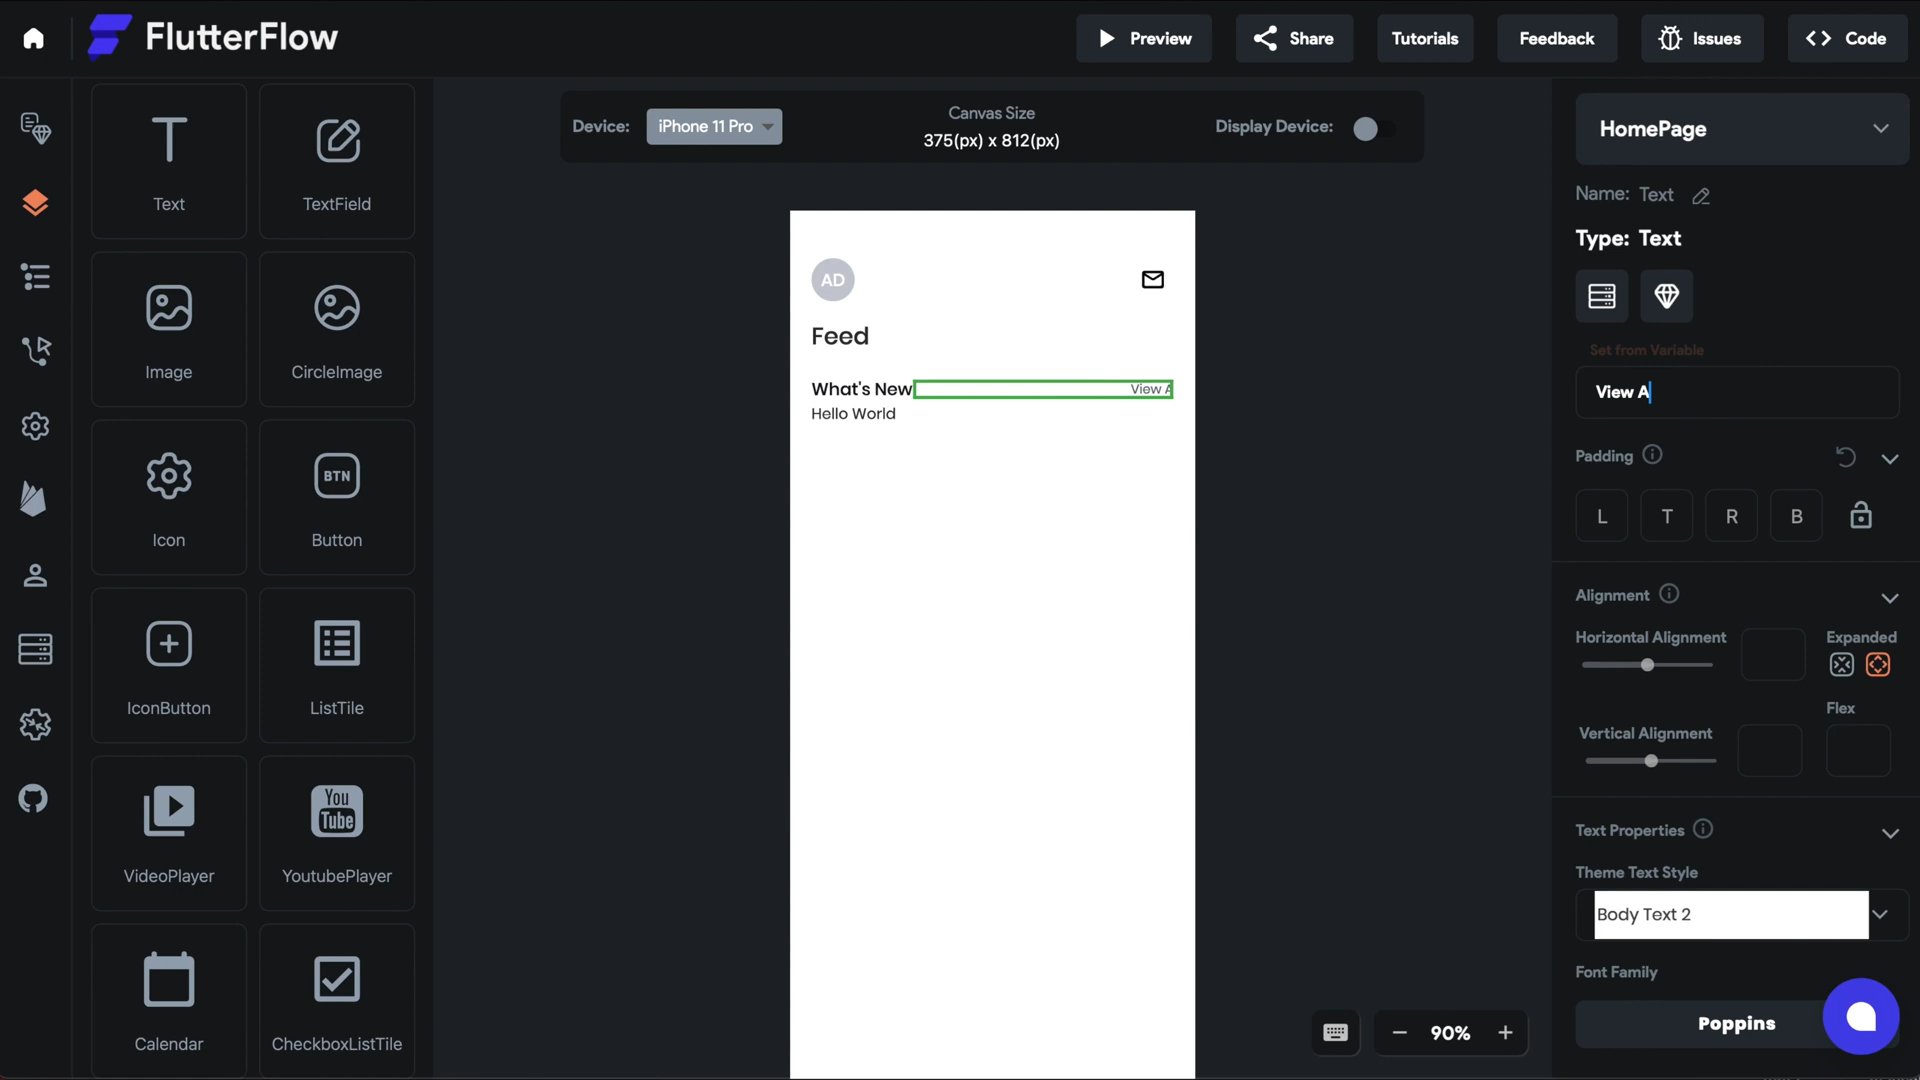 FlutterFlow
Preview
Share
Tutorials
Feedback
Issues
Code
Text
TextField
Image
CircleImage
Icon
BTN
Button
IconButton
ListTile
VideoPlayer
You
Tube
YoutubePlayer
Calendar
CheckboxListTile
Device: iPhone 11 Pro
Canvas Size
375(px) x 812(px)
Display Device:
AD
Feed
What's New View A
Hello World
90%
HomePage
Name: Text
Type: Text
Set from Variable
View A
Padding
L T R B
Alignment
Horizontal Alignment Expanded
Flex
Vertical Alignment
Text Properties
Theme Text Style
Body Text 2
Font Family
Poppins